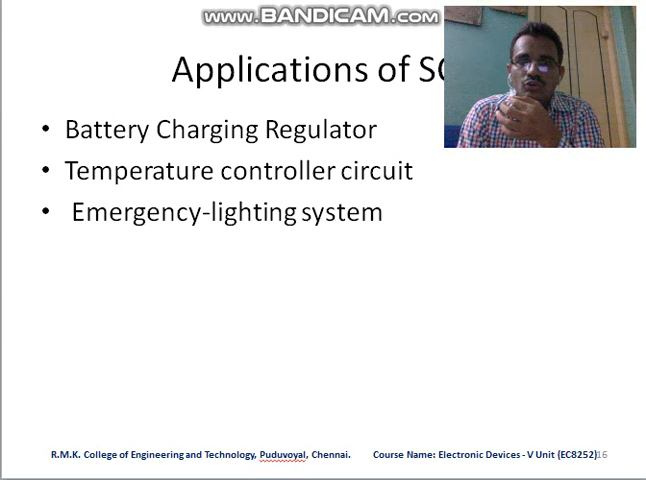 www.BANDICAM.com
Applications of SC
• Battery Charging Regulator
• Temperature controller circuit
• Emergency-lighting system
R.M.K. College of Engineering and Technology, Puduvoyal, Chennai. Course Name: Electronic Devices - V Unit (EC8252)16